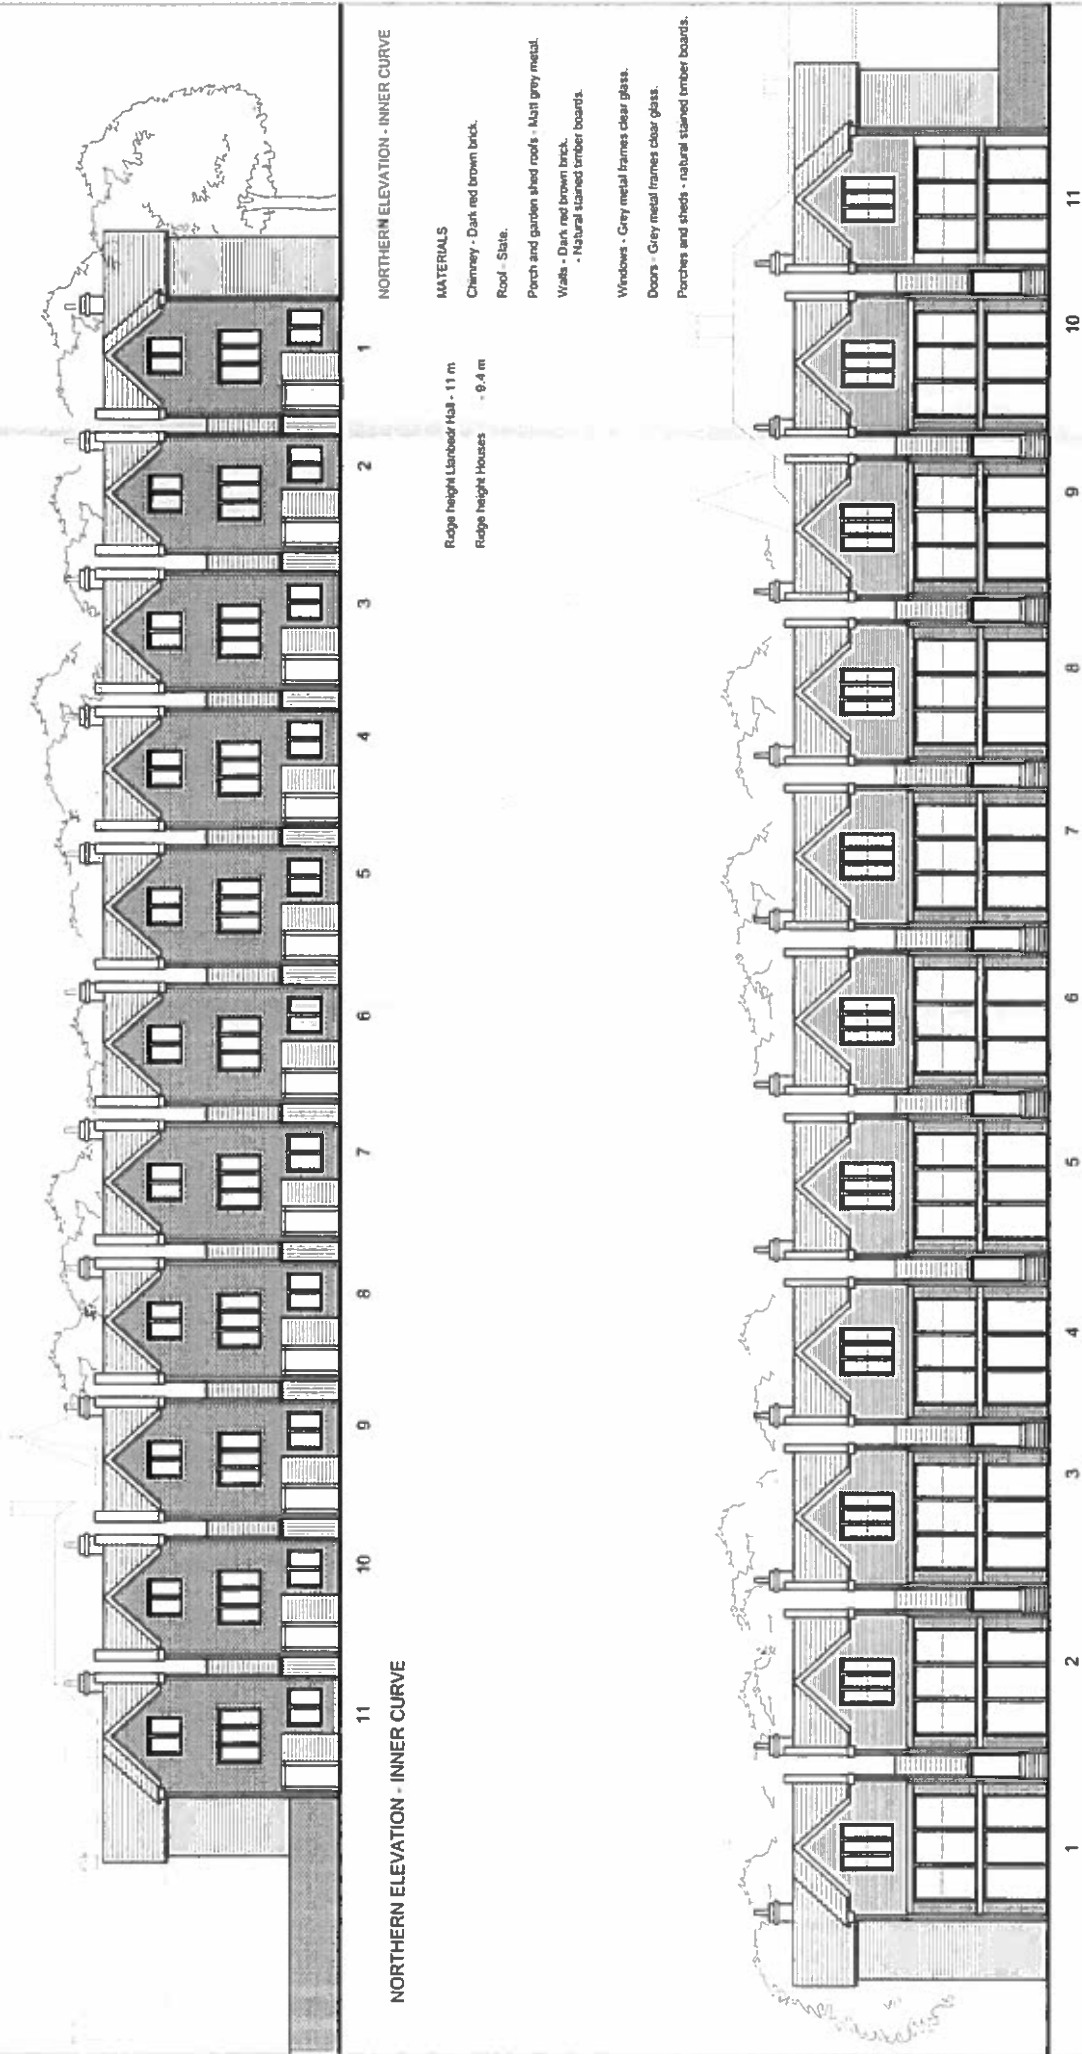 11 10 9 8 7 6 5 4 3 2 1
NORTHERN ELEVATION - INNER CURVE
NORTHERN ELEVATION - INNER CURVE
Ridge height Llanbedr Hall - 11 m
Ridge height Houses - 9.4 m
MATERIALS
Chimney - Dark red brown brick.
Roof - Slate.
Porch and garden shed roofs - Matt grey metal.
Walls - Dark red brown brick.
- Natural stained timber boards.
Windows - Grey metal frames clear glass.
Doors - Grey metal frames clear glass.
Porches and sheds - natural stained timber boards.
1 2 3 4 5 6 7 8 9 10 11